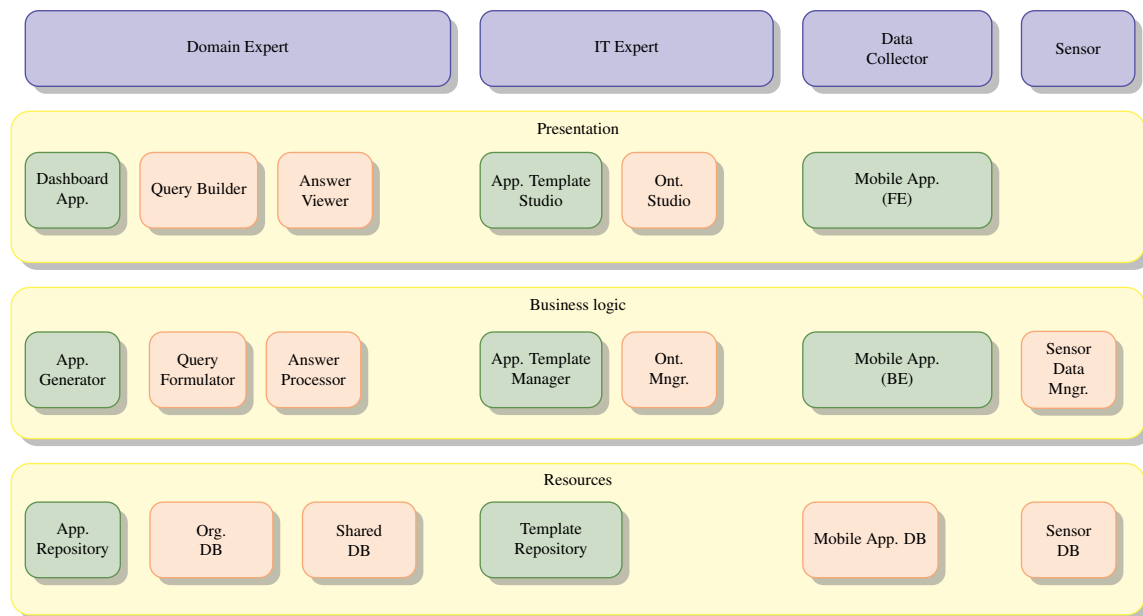 Domain Expert
IT Expert
Data
Collector
Sensor
Presentation
Dashboard
App.
Query Builder
Answer
Viewer
App. Template
Studio
Ont.
Studio
Mobile App.
(FE)
Business logic
App.
Generator
Query
Formulator
Answer
Processor
App. Template
Manager
Ont.
Mngr.
Mobile App.
(BE)
Sensor
Data
Mngr.
Resources
App.
Repository
Org.
DB
Shared
DB
Template
Repository
Mobile App. DB
Sensor
DB